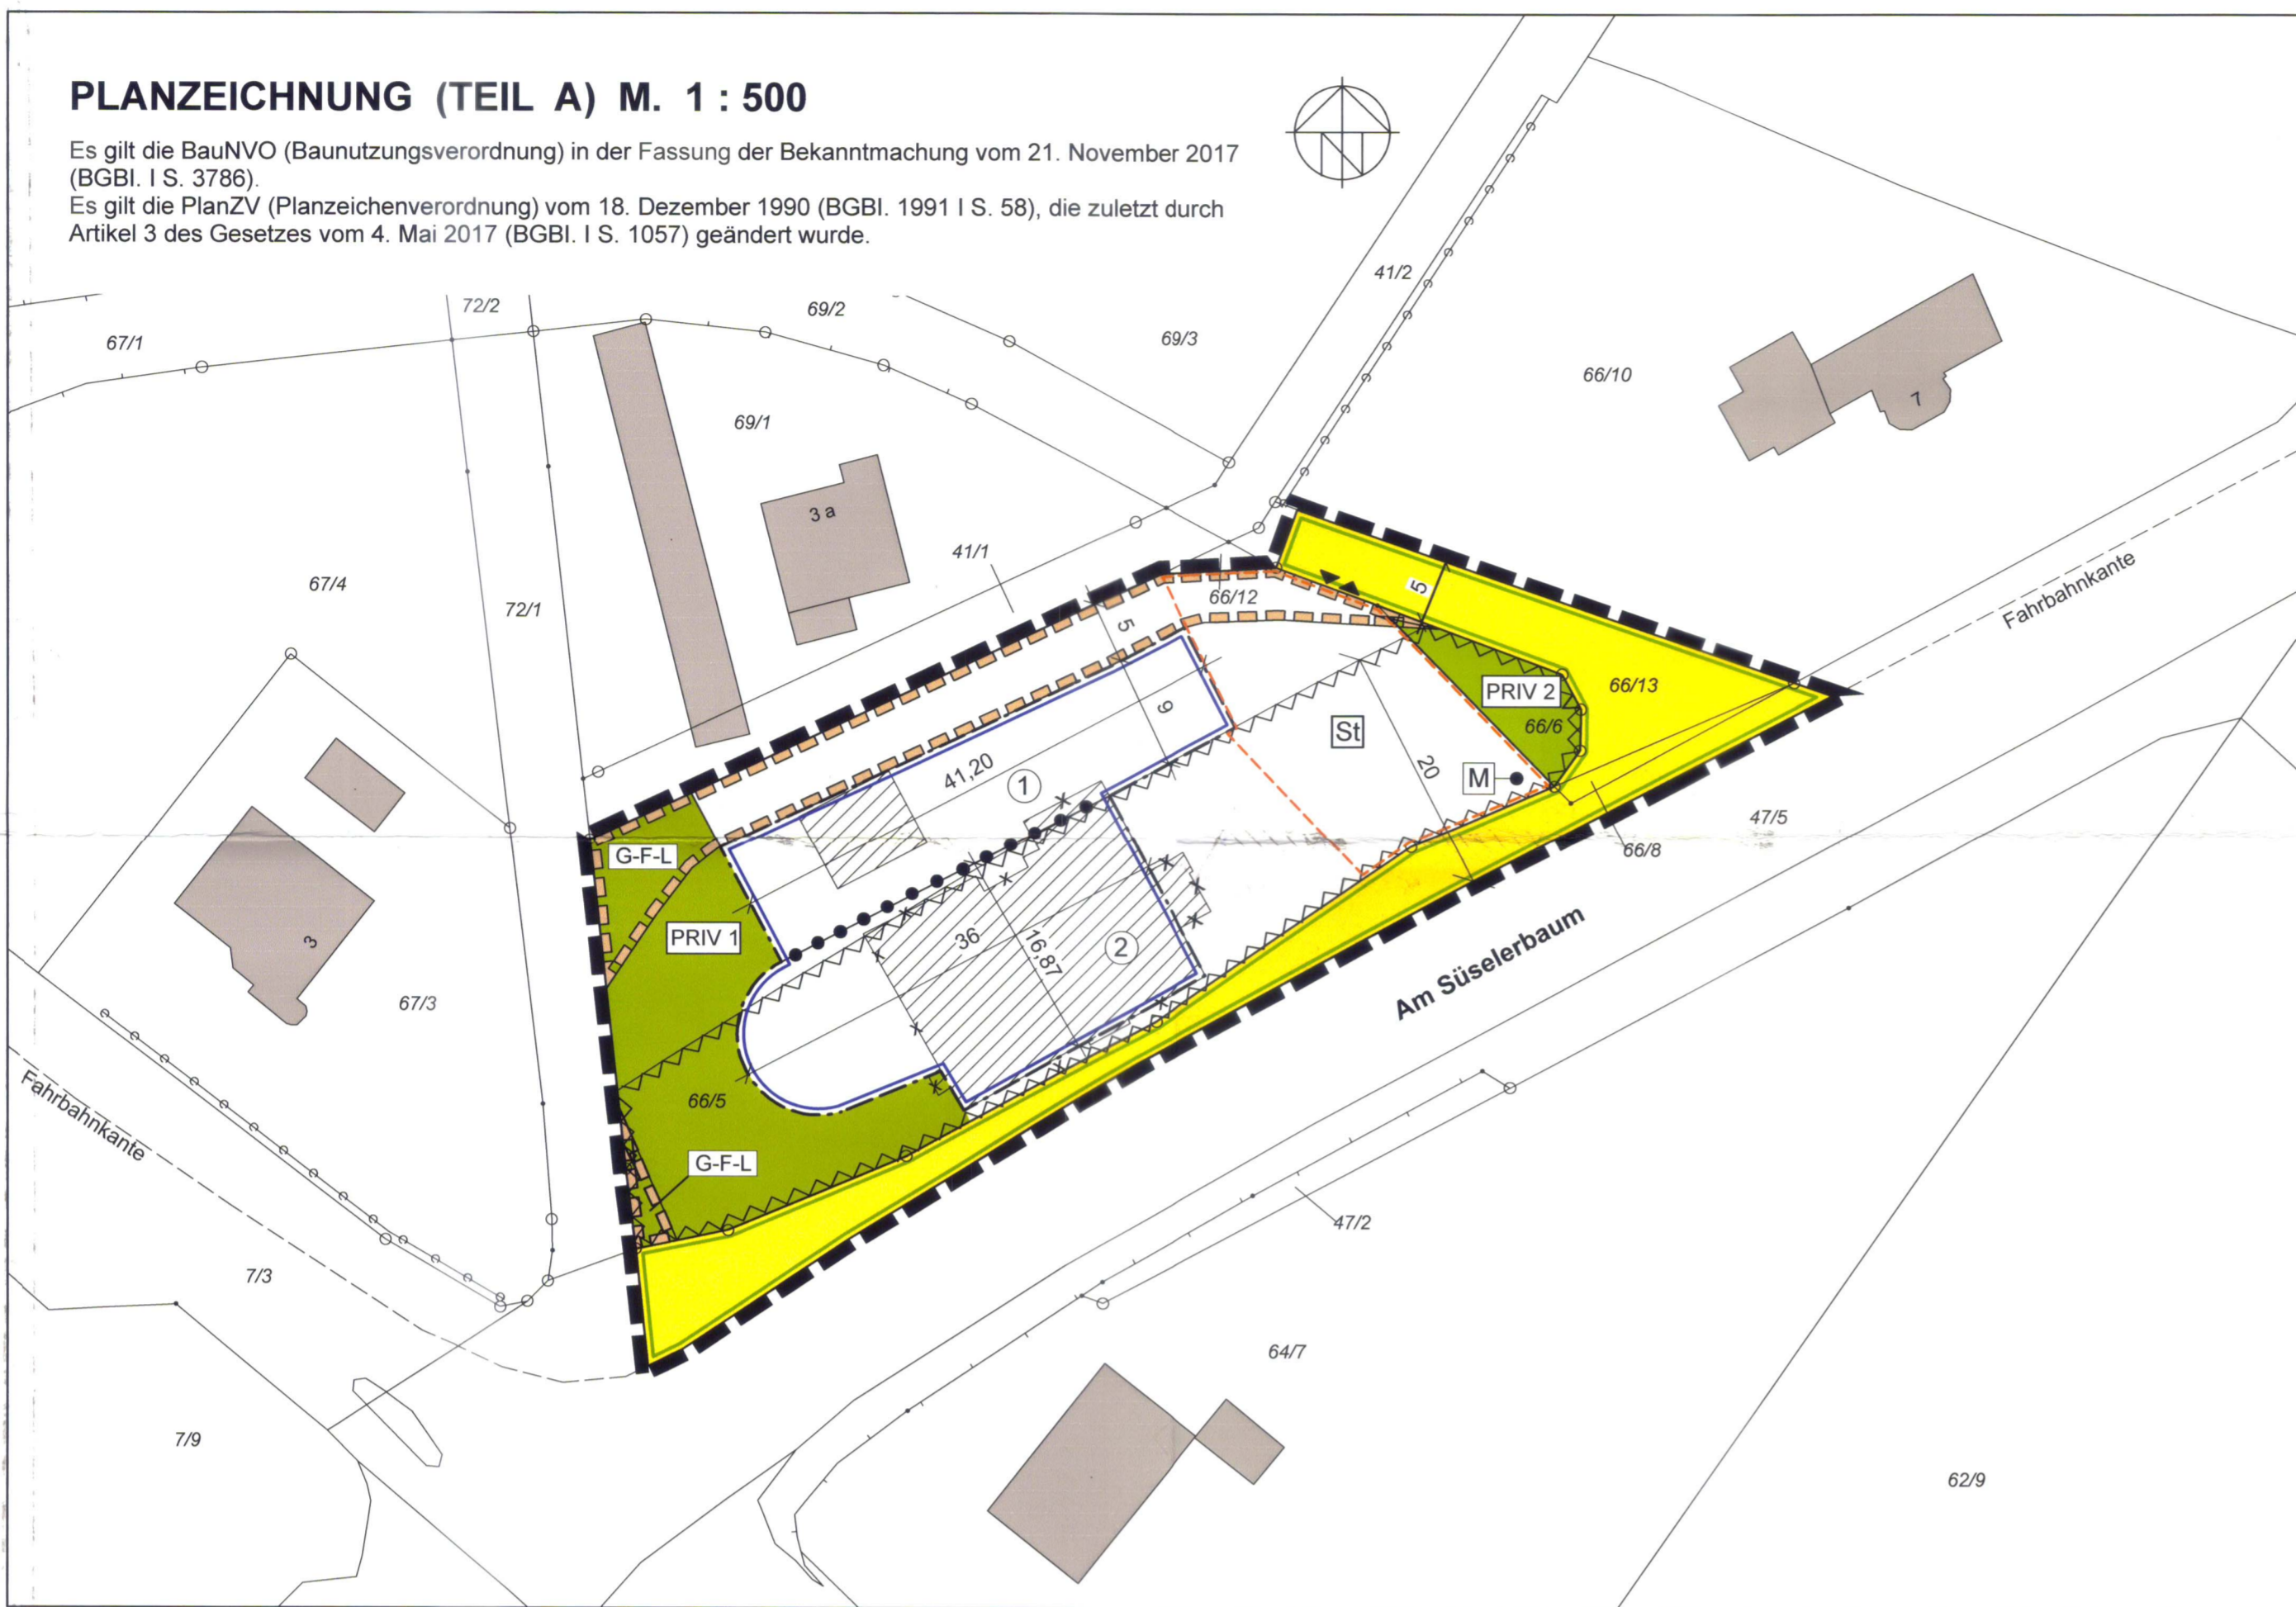 PLANZEICHNUNG (TEIL A) M. 1 : 500
Es gilt die BauNVO (Baunutzungsverordnung) in der Fassung der Bekanntmachung vom 21. November 2017
(BGBl. I S. 3786).
Es gilt die PlanZV (Planzeichenverordnung) vom 18. Dezember 1990 (BGBl. 1991 I S. 58), die zuletzt durch
Artikel 3 des Gesetzes vom 4. Mai 2017 (BGBl. I S. 1057) geändert wurde.
N
41/2
72/2
69/2
67/1
69/3
66/10
7
69/1
3 a
41/1
67/4
72/1
66/12
5
5
Fahrbahnkante
PRIV 2
66/13
66/6
9
St
41,20
1
20
M
47/5
66/8
G-F-L
PRIV 1
36
16,87
2
Am Süselerbaum
3
67/3
Fahrbahnkante
66/5
G-F-L
47/2
7/3
64/7
7/9
62/9